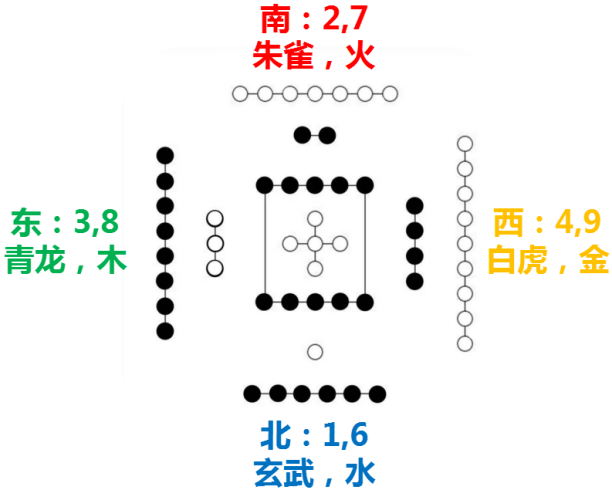 南：2,7
朱雀，火
东：3,8
青龙，木
西：4,9
白虎，金
北：1,6
玄武，水